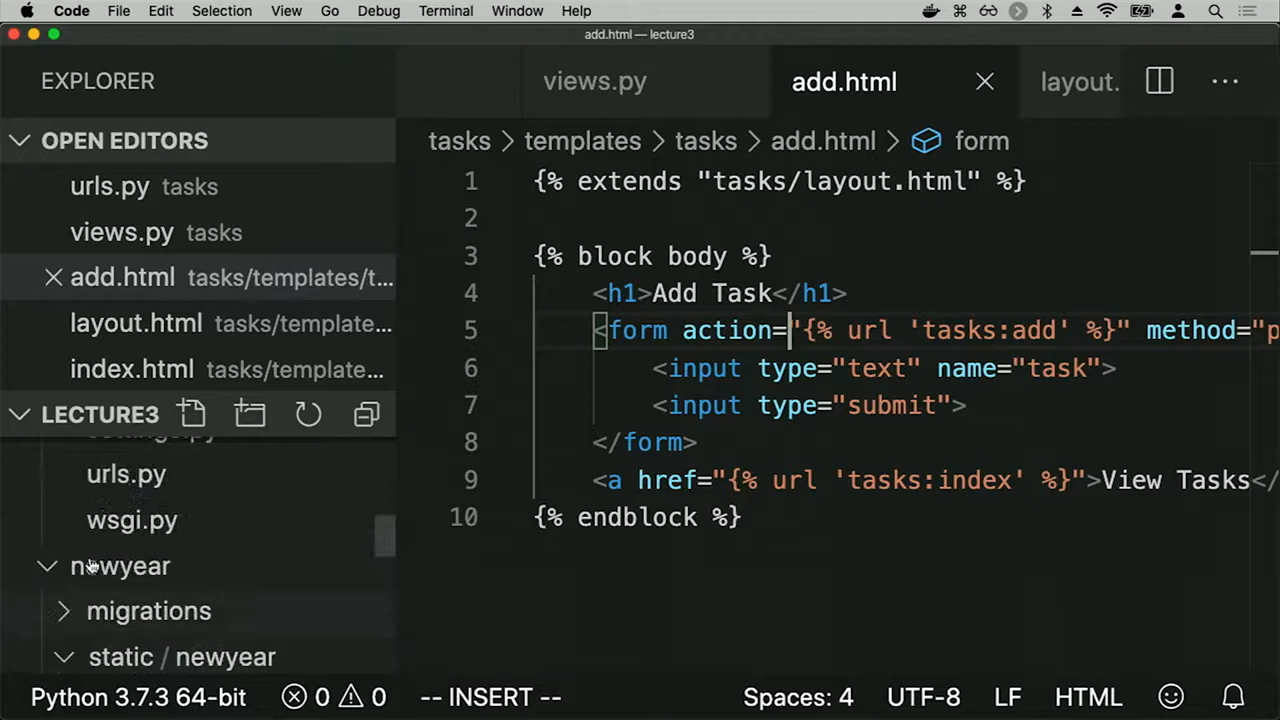 Code File Edit Selection View Go Debug Terminal Window Help
add.html — lecture3
EXPLORER
views.py
add.html
layout.
OPEN EDITORS
urls.py tasks
views.py tasks
add.html tasks/templates/t...
layout.html tasks/template...
index.html tasks/template...
LECTURE3
settings.py
urls.py
wsgi.py
newyear
migrations
static / newyear
tasks > templates > tasks > add.html > form
1 {% extends "tasks/layout.html" %}
2
3 {% block body %}
4 <h1>Add Task</h1>
5 <form action="{% url 'tasks:add' %}" method="p
6 <input type="text" name="task">
7 <input type="submit">
8 </form>
9 <a href="{% url 'tasks:index' %}">View Tasks</
10 {% endblock %}
Python 3.7.3 64-bit 0 0 -- INSERT -- Spaces: 4 UTF-8 LF HTML